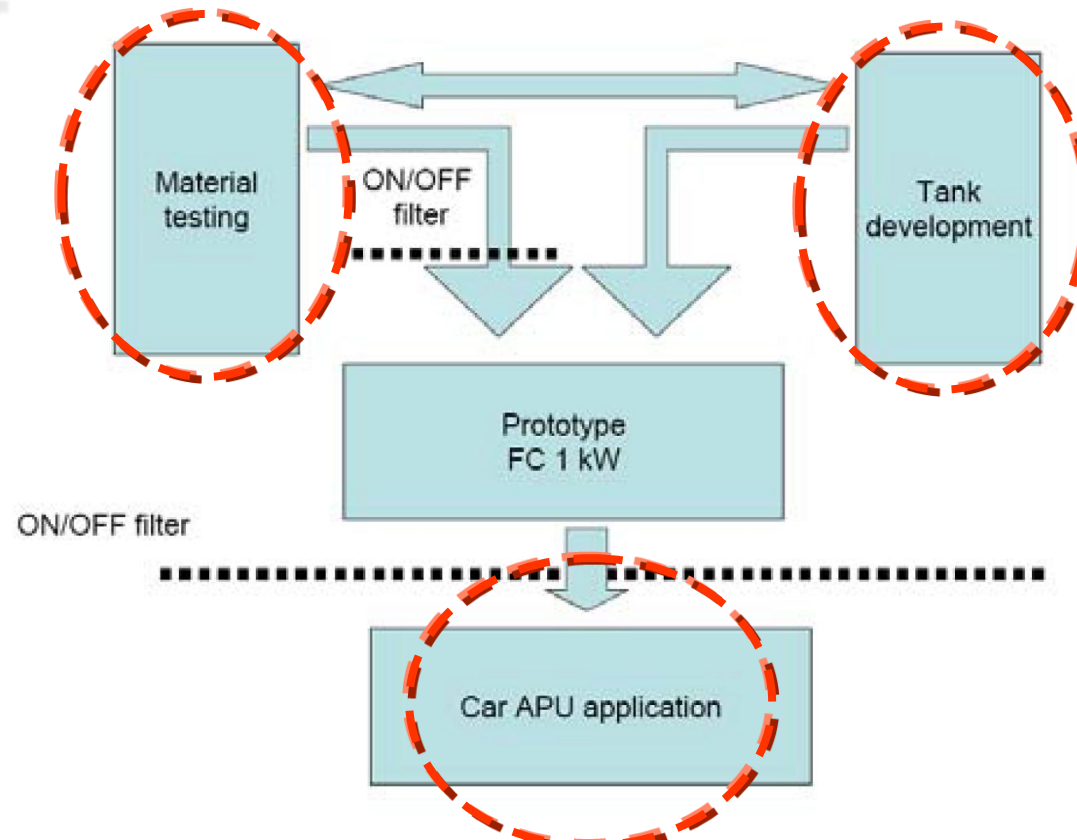 Material
testing
ON/OFF
filter
Tank
development
Prototype
FC 1 kW
ON/OFF filter
Car APU application